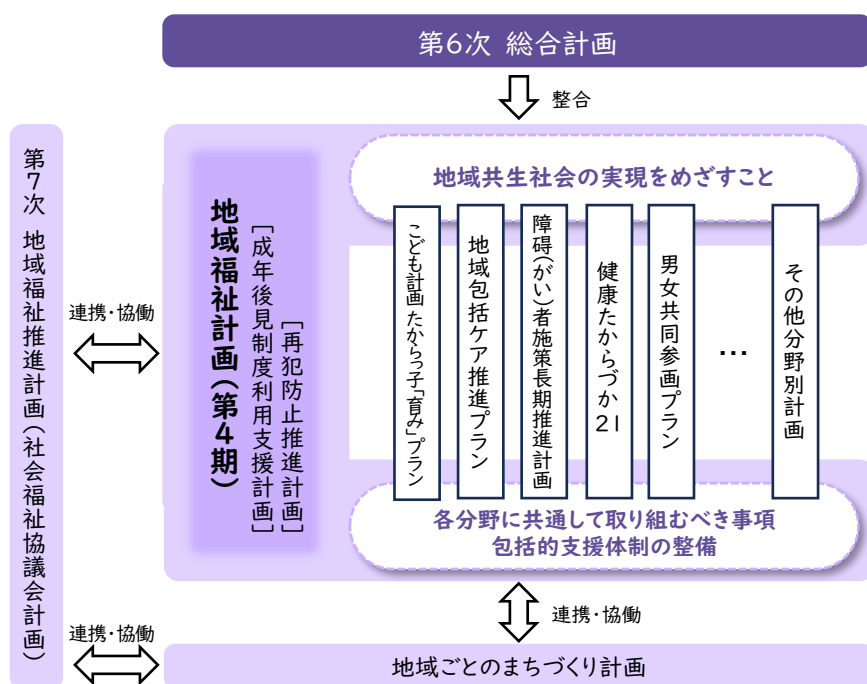 第6次 総合計画
整合
第7次 地域福祉推進計画(社会福祉協議会計画)
連携・協働
地域福祉計画(第4期)
[成年後見制度利用支援計画]
[再犯防止推進計画]
地域共生社会の実現をめざすこと
こども計画 たからっ子「育み」プラン
地域包括ケア推進プラン
障碍(がい)者施策長期推進計画
健康たからづか21
男女共同参画プラン
…
その他分野別計画
各分野に共通して取り組むべき事項
包括的支援体制の整備
連携・協働
連携・協働
地域ごとのまちづくり計画